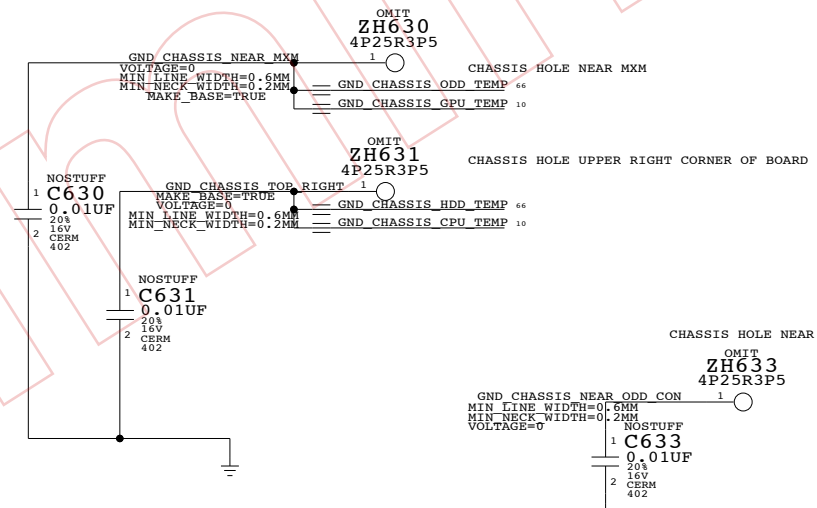 OMIT
ZH630
4P25R3P5
1
GND_CHASSIS_NEAR_MXM
VOLTAGE=0
MIN_LINE_WIDTH=0.6MM
MIN_NECK_WIDTH=0.2MM
MAKE_BASE=TRUE
CHASSIS HOLE NEAR MXM
GND_CHASSIS_ODD_TEMP 66
GND_CHASSIS_GPU_TEMP 10
OMIT
ZH631
4P25R3P5
1
CHASSIS HOLE UPPER RIGHT CORNER OF BOARD
GND_CHASSIS_TOP_RIGHT
MAKE_BASE=TRUE
VOLTAGE=0
MIN_LINE_WIDTH=0.6MM
MIN_NECK_WIDTH=0.2MM
GND_CHASSIS_HDD_TEMP 66
GND_CHASSIS_CPU_TEMP 10
NOSTUFF
1 C630
0.01UF
20%
16V
2 CERM
402
NOSTUFF
1 C631
0.01UF
20%
16V
2 CERM
402
CHASSIS HOLE NEAR
OMIT
ZH633
4P25R3P5
1
GND_CHASSIS_NEAR_ODD_CON
MIN_LINE_WIDTH=0.6MM
MIN_NECK_WIDTH=0.2MM
VOLTAGE=0
NOSTUFF
1 C633
0.01UF
20%
16V
2 CERM
402